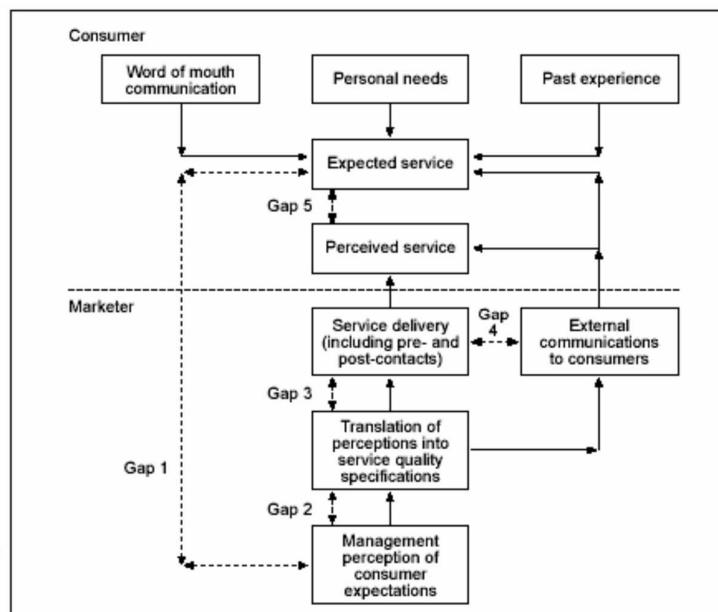 Consumer
Word of mouth
communication
Personal needs
Past experience
Expected service
Gap 5
Perceived service
Marketer
Service delivery
(including pre- and
post-contacts)
Gap
4
External
communications
to consumers
Gap 3
Translation of
perceptions into
service quality
specifications
Gap 1
Gap 2
Management
perception of
consumer
expectations